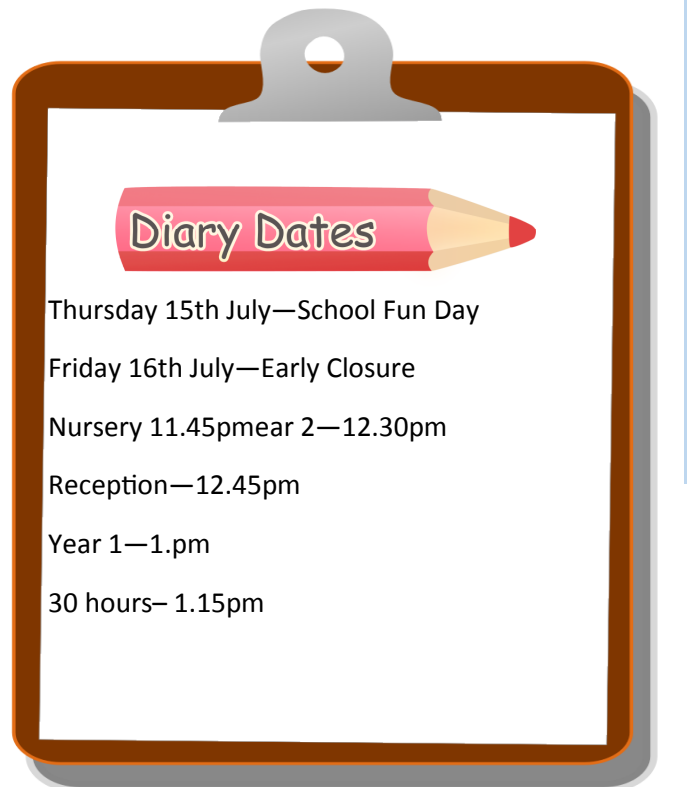 Diary Dates
Thursday 15th July—School Fun Day
Friday 16th July—Early Closure
Nursery 11.45pmear 2—12.30pm
Reception—12.45pm
Year 1—1.pm
30 hours– 1.15pm